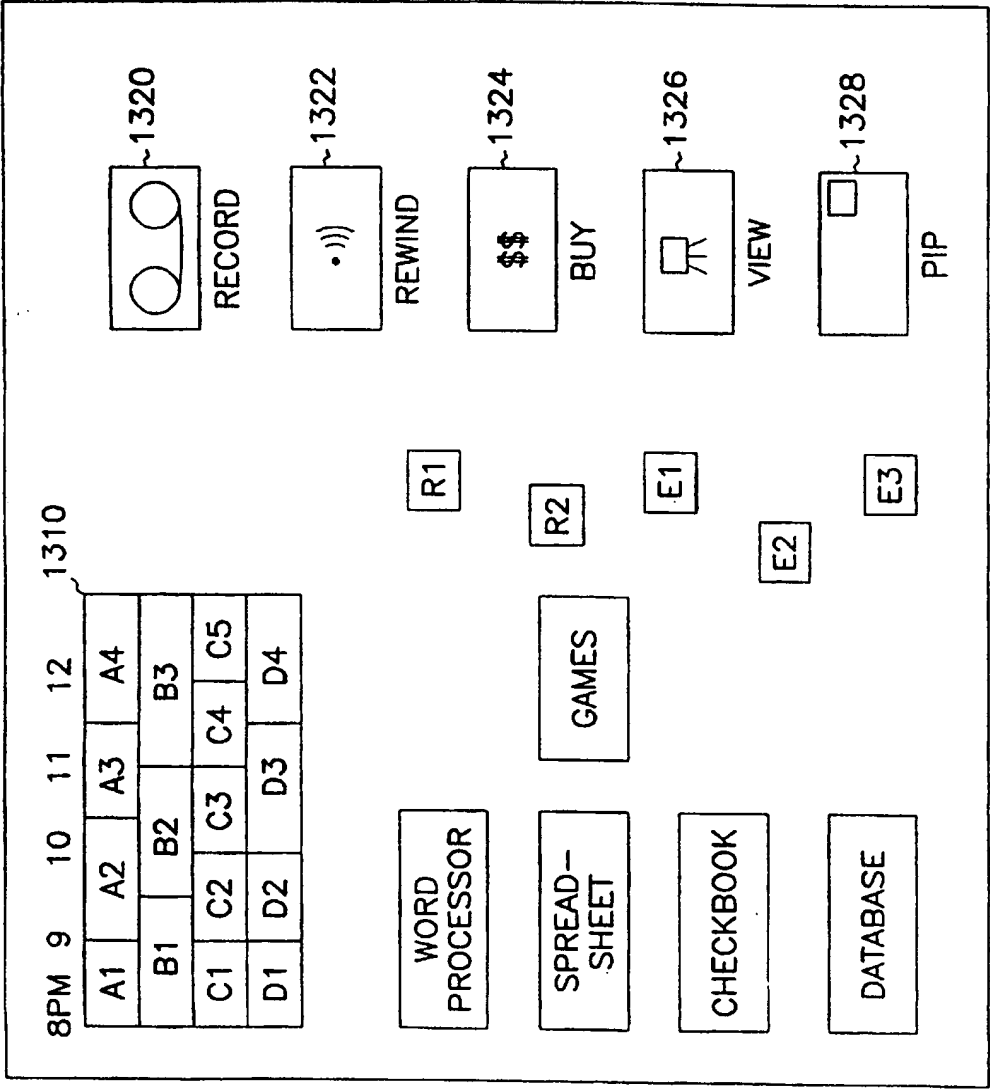 1310
8PM 9 10 11 12
A1 A2 A3 A4
B1 B2 B3
C1 C2 C3 C4 C5
D1 D2 D3 D4
1320
RECORD
1322
REWIND
$$
1324
BUY
1326
VIEW
1328
PIP
WORD
PROCESSOR
SPREAD—
SHEET
CHECKBOOK
DATABASE
GAMES
R1
R2
E1
E2
E3